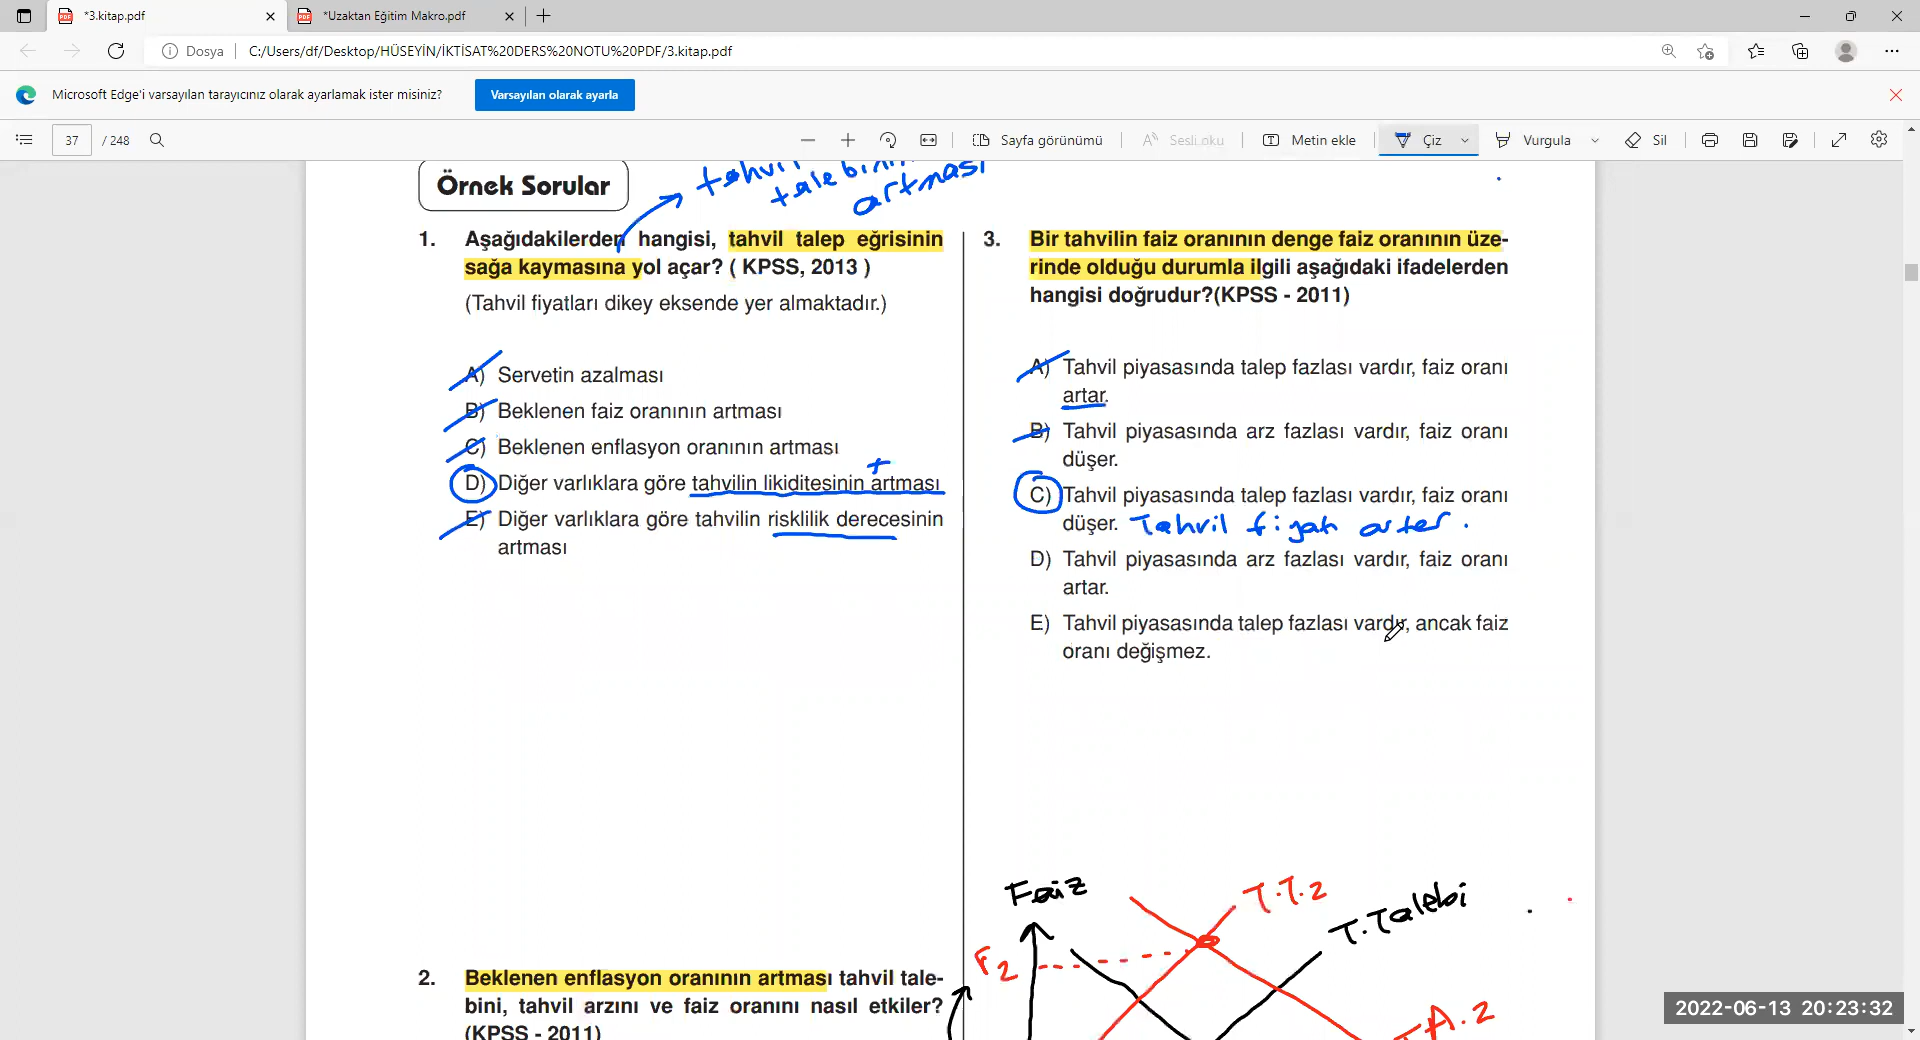 *3.kitap.pdf
*Uzaktan Eğitim Makro.pdf
Dosya
C:/Users/df/Desktop/HÜSEYİN/İKTİSAT%20DERS%20NOTU%20PDF/3.kitap.pdf
Microsoft Edge'i varsayılan tarayıcınız olarak ayarlamak ister misiniz?
Varsayılan olarak ayarla
37 / 248
Sayfa görünümü
Sesli oku
Metin ekle
Çiz
Vurgula
Sil
Örnek Sorular
tahvil
talebinin
artması
1. Aşağıdakilerden hangisi, tahvil talep eğrisinin
sağa kaymasına yol açar? ( KPSS, 2013 )
(Tahvil fiyatları dikey eksende yer almaktadır.)
A) Servetin azalması
B) Beklenen faiz oranının artması
C) Beklenen enflasyon oranının artması
+
D) Diğer varlıklara göre tahvilin likiditesinin artması
E) Diğer varlıklara göre tahvilin risklilik derecesinin
artması
2. Beklenen enflasyon oranının artması tahvil tale-
bini, tahvil arzını ve faiz oranını nasıl etkiler?
(KPSS - 2011)
3. Bir tahvilin faiz oranının denge faiz oranının üze-
rinde olduğu durumla ilgili aşağıdaki ifadelerden
hangisi doğrudur?(KPSS - 2011)
A) Tahvil piyasasında talep fazlası vardır, faiz oranı
artar.
B) Tahvil piyasasında arz fazlası vardır, faiz oranı
düşer.
C) Tahvil piyasasında talep fazlası vardır, faiz oranı
düşer. Tahvil fiyatı artar.
D) Tahvil piyasasında arz fazlası vardır, faiz oranı
artar.
E) Tahvil piyasasında talep fazlası vardır, ancak faiz
oranı değişmez.
Faiz
T.T.2
T.Talebi
F2
T.A.2
2022-06-13 20:23:32